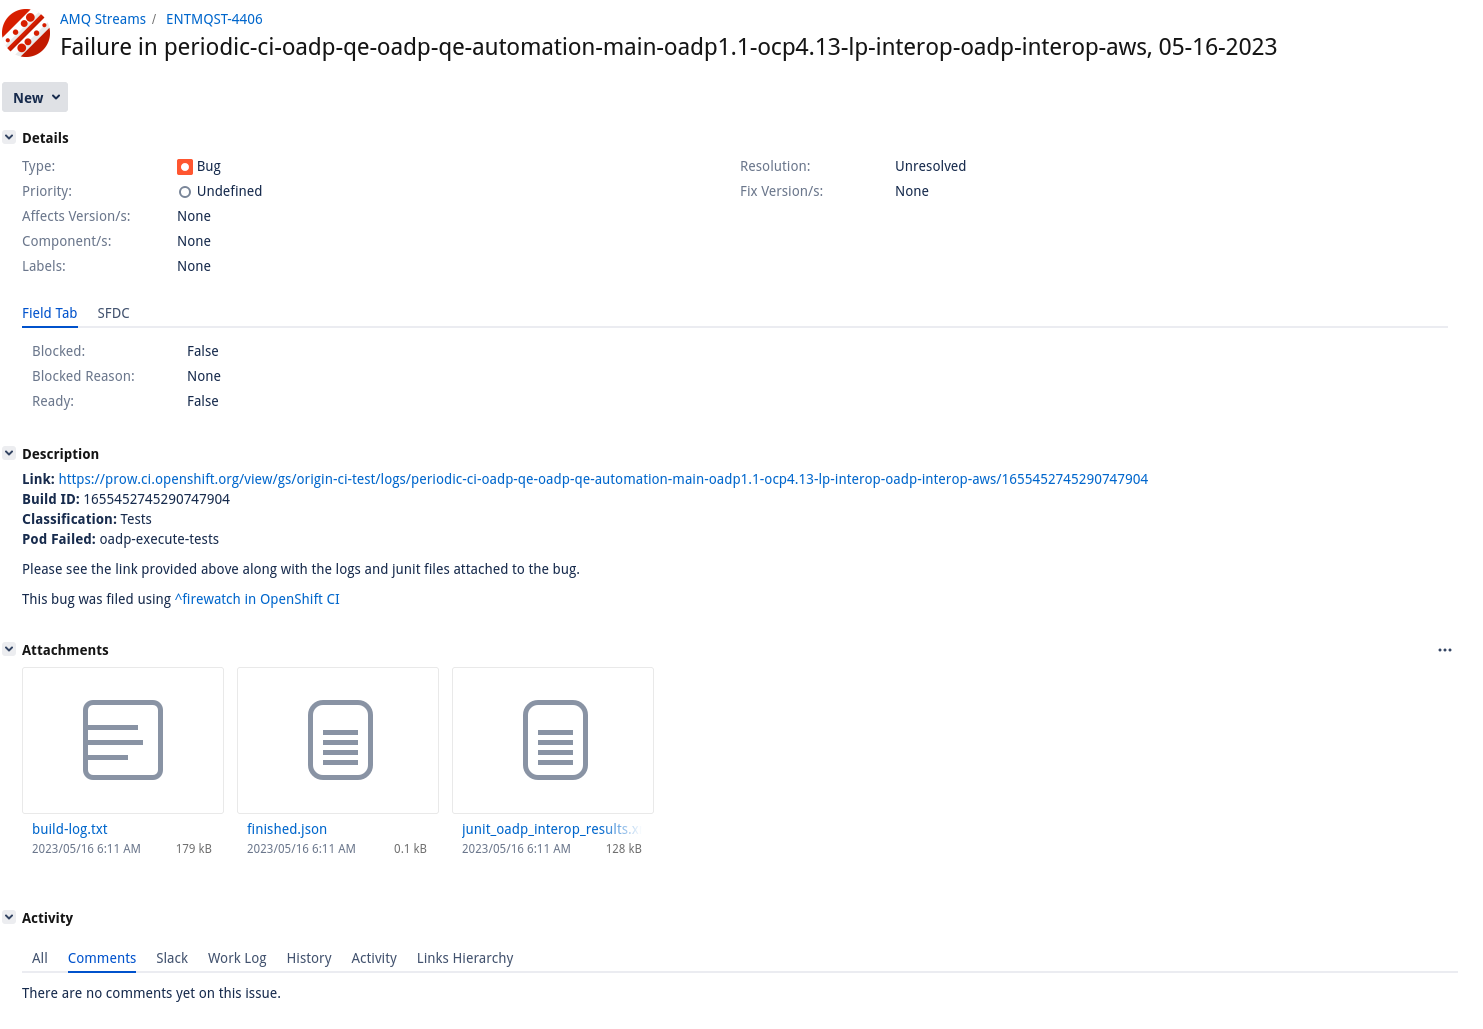 AMQ Streams / ENTMQST-4406
Failure in periodic-ci-oadp-qe-oadp-qe-automation-main-oadp1.1-ocp4.13-lp-interop-oadp-interop-aws, 05-16-2023
New
Details
Type: Bug
Resolution: Unresolved
Priority: Undefined
Fix Version/s: None
Affects Version/s: None
Component/s: None
Labels: None
Field Tab SFDC
Blocked: False
Blocked Reason: None
Ready: False
Description
Link: https://prow.ci.openshift.org/view/gs/origin-ci-test/logs/periodic-ci-oadp-qe-oadp-qe-automation-main-oadp1.1-ocp4.13-lp-interop-oadp-interop-aws/1655452745290747904
Build ID: 1655452745290747904
Classification: Tests
Pod Failed: oadp-execute-tests
Please see the link provided above along with the logs and junit files attached to the bug.
This bug was filed using ^firewatch in OpenShift CI
Attachments
build-log.txt
2023/05/16 6:11 AM 179 kB
finished.json
2023/05/16 6:11 AM 0.1 kB
junit_oadp_interop_results.x
2023/05/16 6:11 AM 128 kB
Activity
All Comments Slack Work Log History Activity Links Hierarchy
There are no comments yet on this issue.